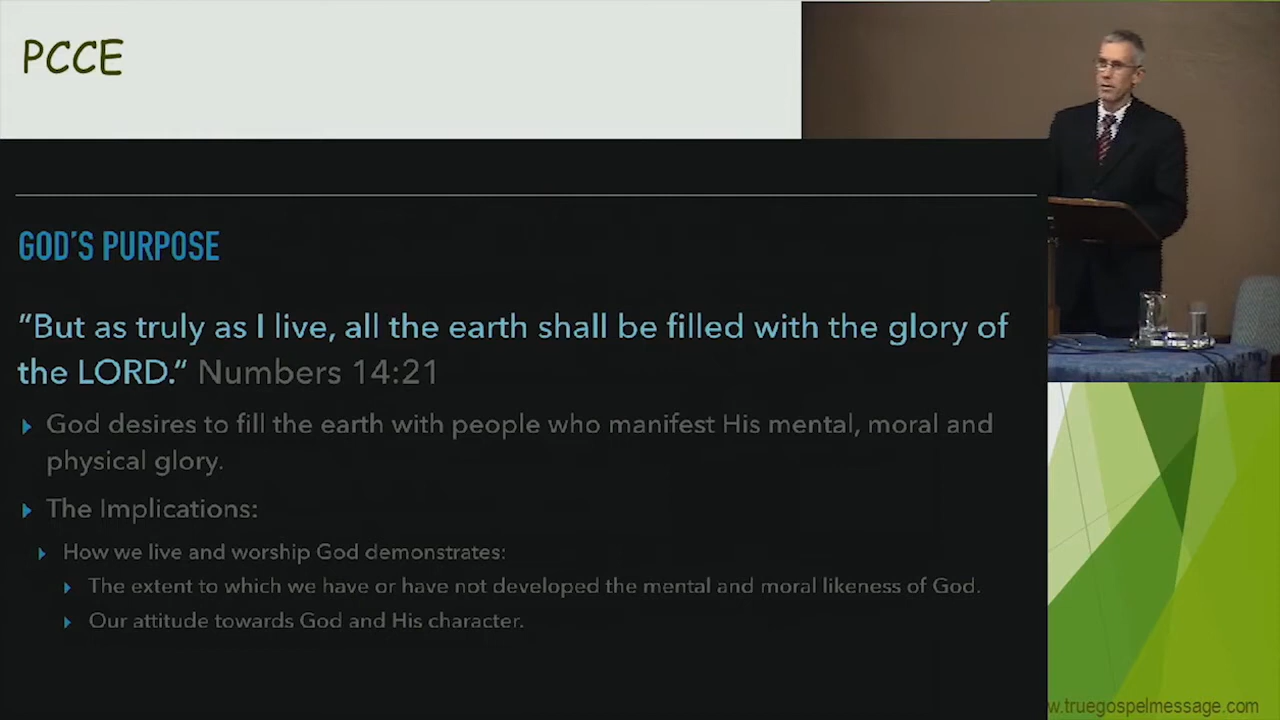 PCCE
GOD'S PURPOSE
“But as truly as I live, all the earth shall be filled with the glory of
the LORD.“ Numbers 14:21
God desires to fill the earth with people who manifest His mental, moral and
physical glory.
The Implications:
How we live and worship God demonstrates:
The extent to which we have or have not developed the mental and moral likeness of God.
Our attitude towards God and His character.
w.truegospelmessage.com